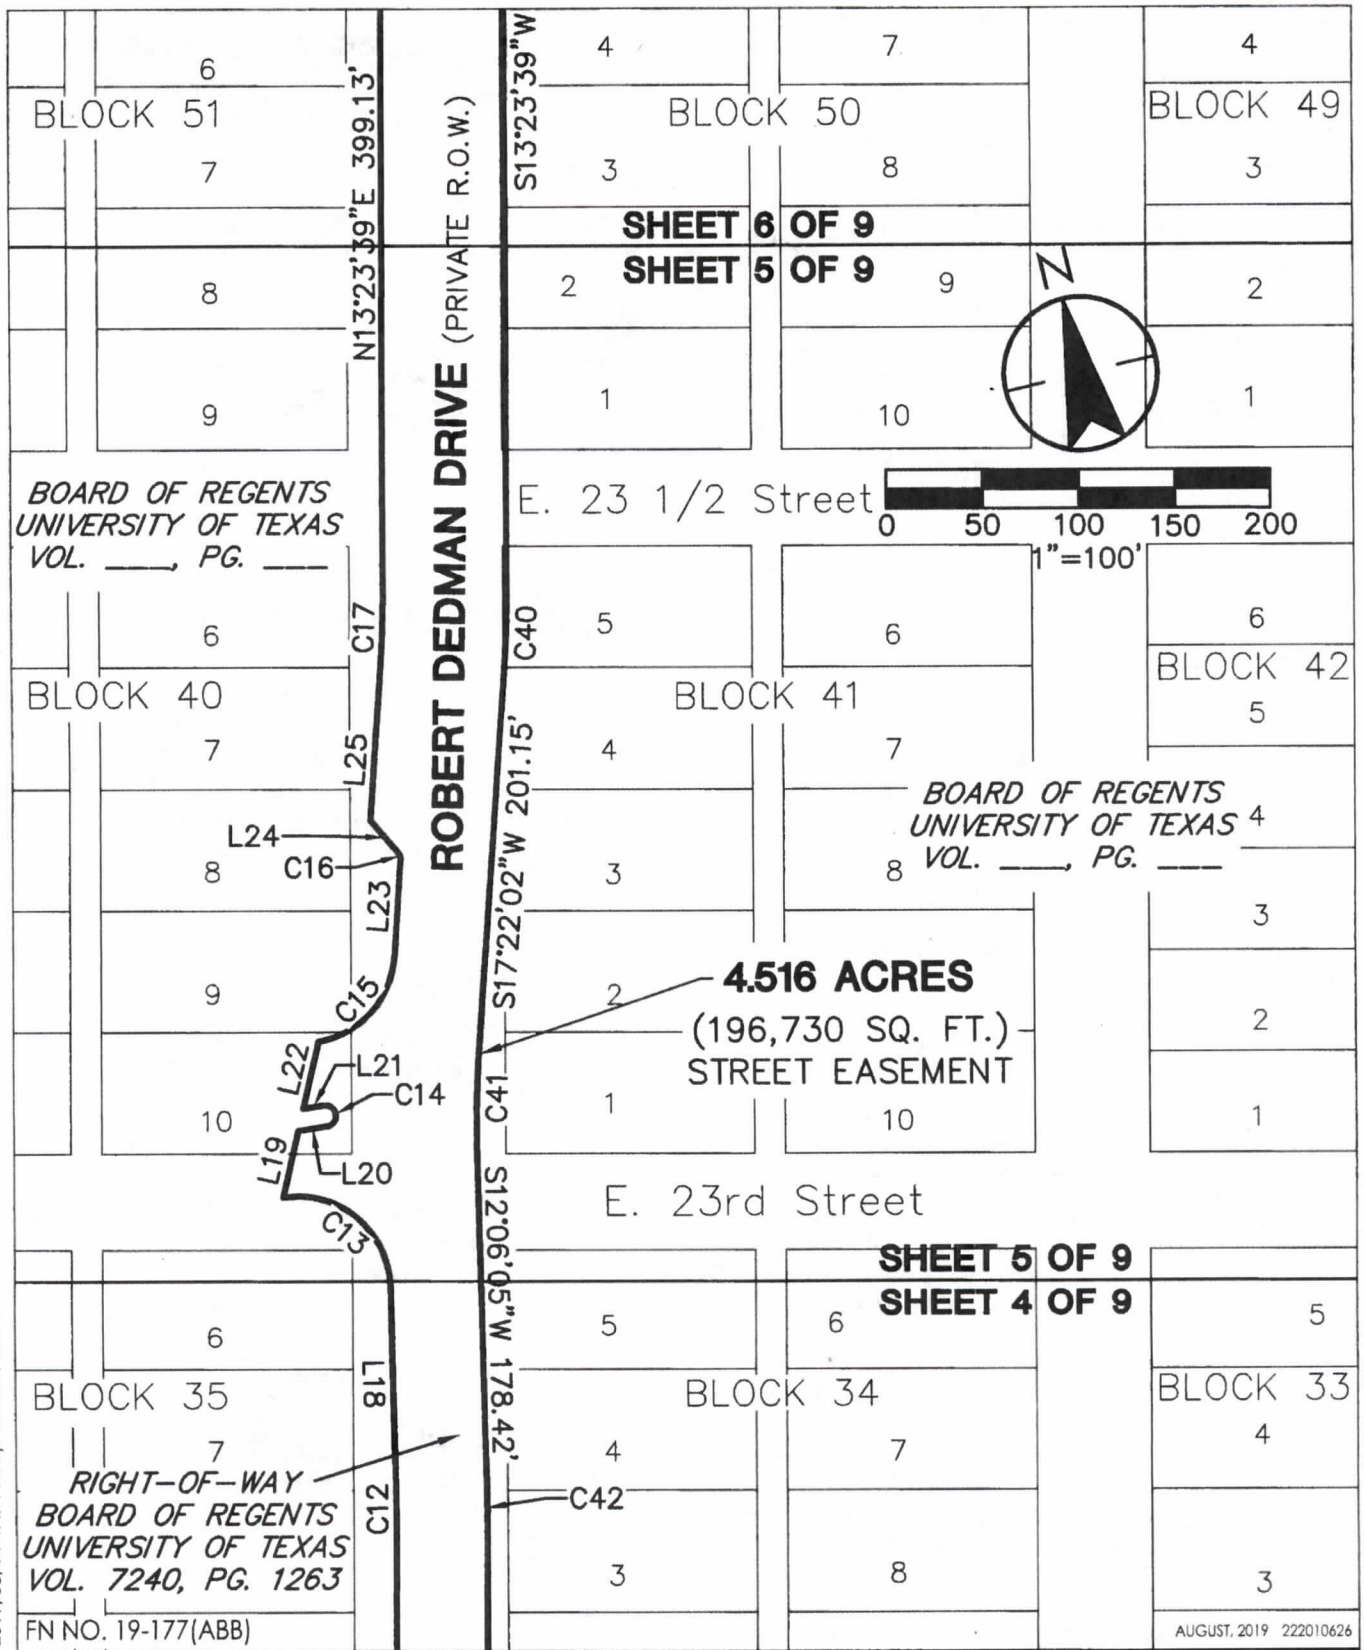 6
BLOCK 51
7
8
9
N13°23'39"E 399.13'
ROBERT DEDMAN DRIVE (PRIVATE R.O.W.)
S13°23'39"W
4
7
4
BLOCK 50
BLOCK 49
3
8
3
SHEET 6 OF 9
SHEET 5 OF 9
2
9
N
2
1
10
1
BOARD OF REGENTS
UNIVERSITY OF TEXAS
VOL. ___, PG. ___
E. 23 1/2 Street
0 50 100 150 200
1"=100'
6
C17
C40
5
6
6
BLOCK 40
BLOCK 41
BLOCK 42
5
7
L25
4
7
S17°22'02"W 201.15'
BOARD OF REGENTS
UNIVERSITY OF TEXAS
VOL. ___, PG. ___
4
L24
C16
8
L23
3
8
3
4.516 ACRES
(196,730 SQ. FT.)
STREET EASEMENT
9
C15
2
2
L22
L21
C14
C41
10
1
10
1
L19
L20
C13
S12°06'05"W 178.42'
E. 23rd Street
SHEET 5 OF 9
SHEET 4 OF 9
6
5
6
5
BLOCK 35
L18
BLOCK 34
BLOCK 33
7
4
7
4
RIGHT-OF-WAY
BOARD OF REGENTS
UNIVERSITY OF TEXAS
VOL. 7240, PG. 1263
C12
C42
3
8
3
FN NO. 19-177(ABB)
AUGUST, 2019 222010626